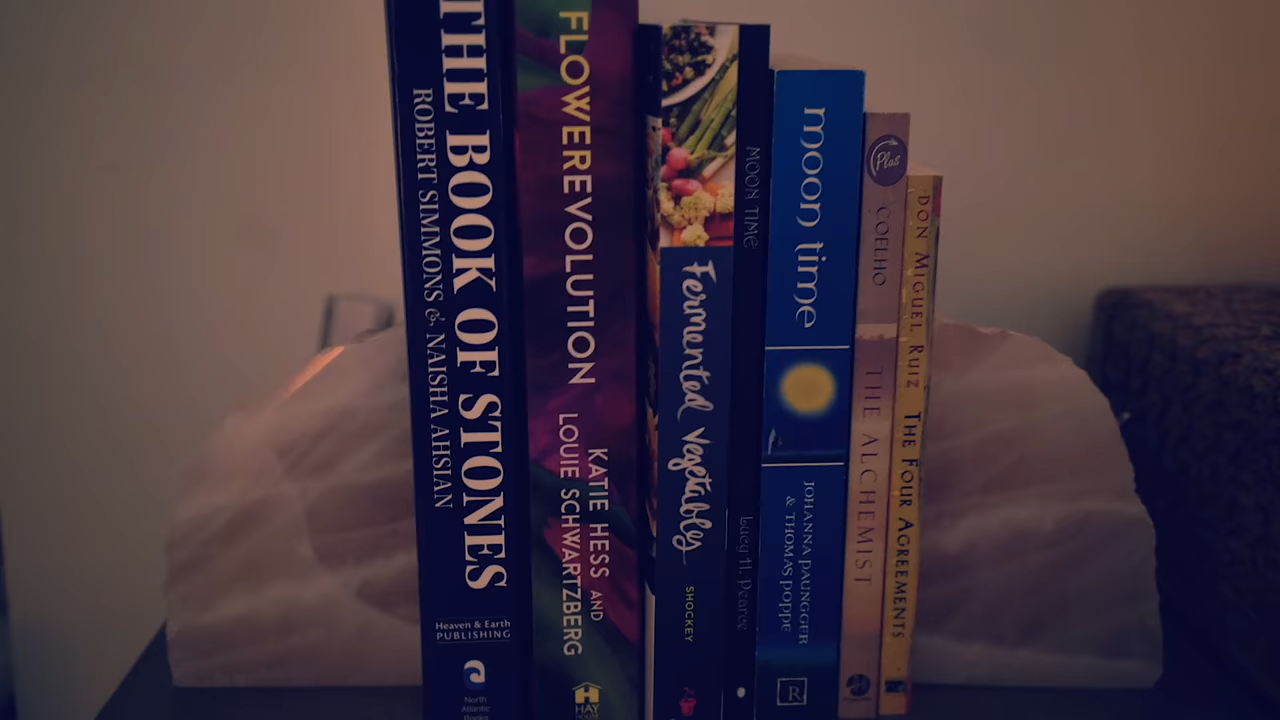 THE BOOK OF STONES
ROBERT SIMMONS & NAISHA AHSIAN
Heaven & Earth
PUBLISHING
North
Atlantic
Books
FLOWEREVOLUTION
KATIE HESS AND
LOUIE SCHWARTZBERG
HAY
HOUSE
Fermented Vegetables
SHOCKEY
MOON TIME
Lucy H. Pearce
moon time
JOHANNA PAUNGGER
& THOMAS POPPE
R
Plus
COELHO
THE ALCHEMIST
DON MIGUEL RUIZ THE FOUR AGREEMENTS